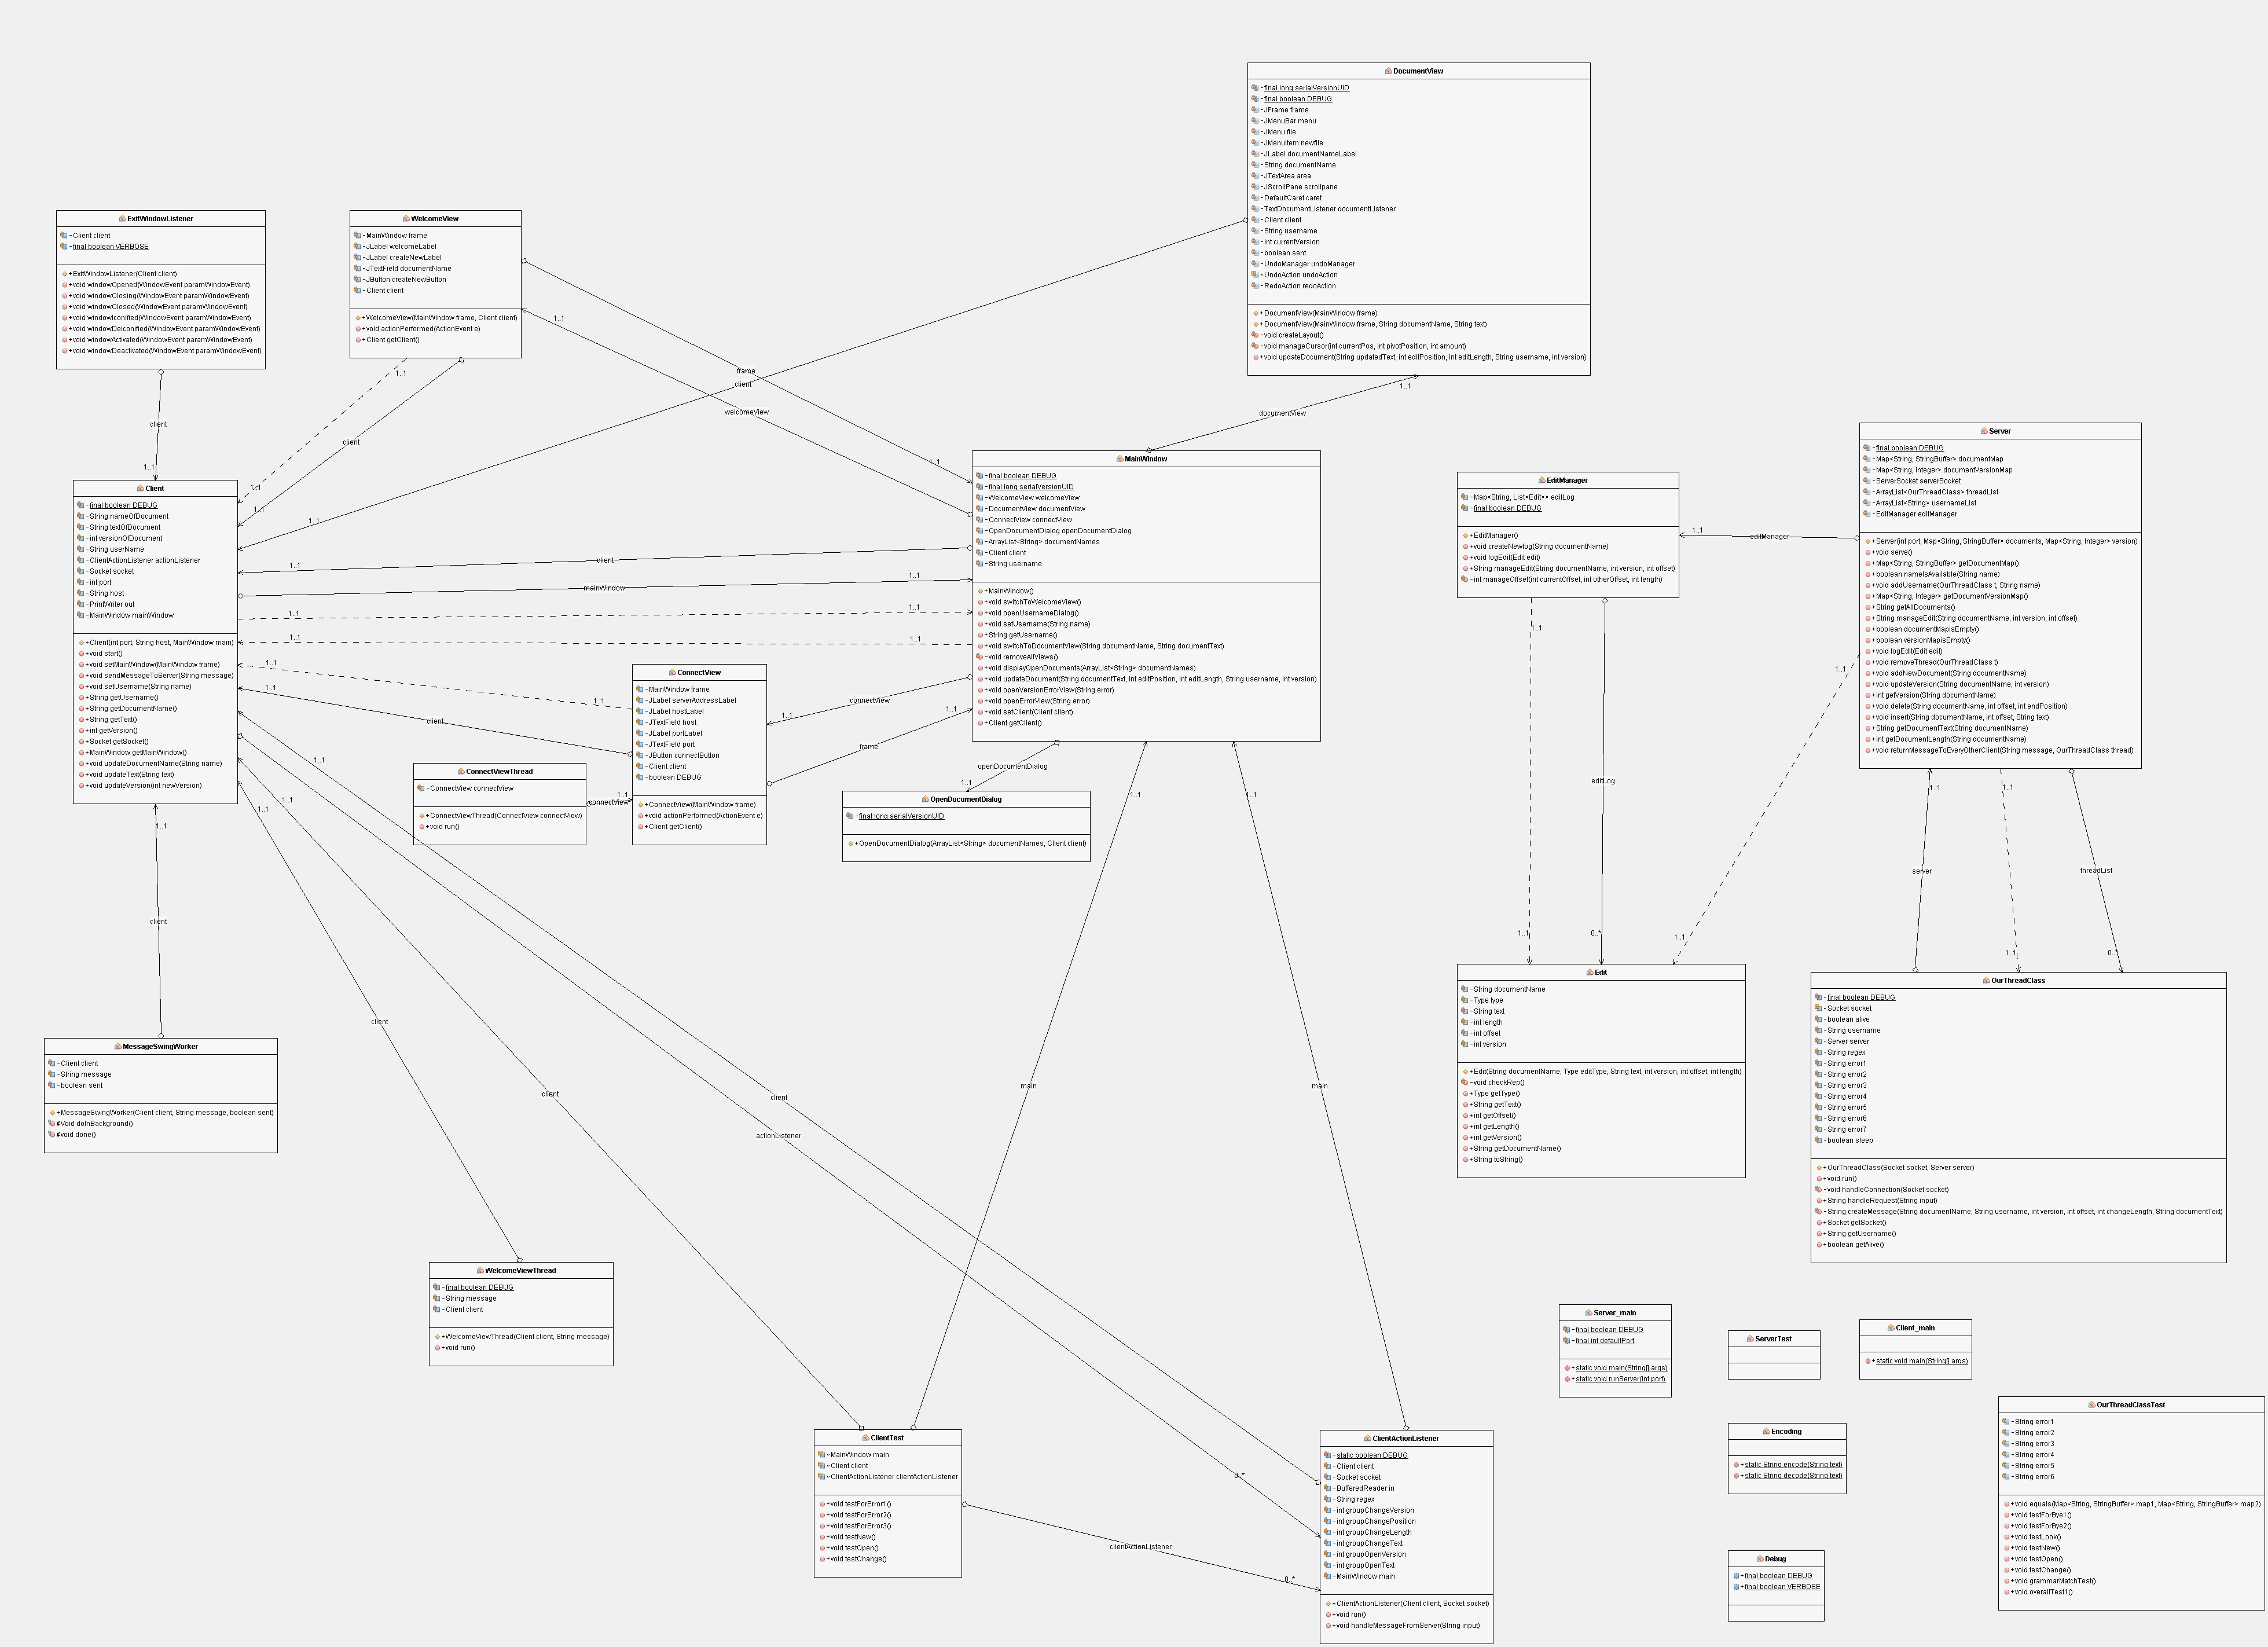 DocumentView
-final long serialVersionUID
-final boolean DEBUG
-JFrame frame
-JMenuBar menu
-JMenu file
-JMenuItem newfile
-JLabel documentNameLabel
-String documentName
-JTextArea area
-JScrollPane scrollpane
-DefaultCaret caret
-TextDocumentListener documentListener
-Client client
-String username
-int currentVersion
-boolean sent
-UndoManager undoManager
-UndoAction undoAction
-RedoAction redoAction
+DocumentView(MainWindow frame)
+DocumentView(MainWindow frame, String documentName, String text)
-void createLayout()
-void manageCursor(int currentPos, int pivotPosition, int amount)
+void updateDocument(String updatedText, int editPosition, int editLength, String username, int version)
1..1
documentView
ExitWindowListener
-Client client
-final boolean VERBOSE
+ExitWindowListener(Client client)
+void windowOpened(WindowEvent paramWindowEvent)
+void windowClosing(WindowEvent paramWindowEvent)
+void windowClosed(WindowEvent paramWindowEvent)
+void windowIconified(WindowEvent paramWindowEvent)
+void windowDeiconified(WindowEvent paramWindowEvent)
+void windowActivated(WindowEvent paramWindowEvent)
+void windowDeactivated(WindowEvent paramWindowEvent)
client
1..1
WelcomeView
-MainWindow frame
-JLabel welcomeLabel
-JLabel createNewLabel
-JTextField documentName
-JButton createNewButton
-Client client
+WelcomeView(MainWindow frame, Client client)
+void actionPerformed(ActionEvent e)
+Client getClient()
1..1
1..1
frame
client
welcomeView
client
1..1
1..1
1..1
1..1
Client
-final boolean DEBUG
-String nameOfDocument
-String textOfDocument
-int versionOfDocument
-String userName
-ClientActionListener actionListener
-Socket socket
-int port
-String host
-PrintWriter out
-MainWindow mainWindow
+Client(int port, String host, MainWindow main)
+void start()
+void setMainWindow(MainWindow frame)
+void sendMessageToServer(String message)
+void setUsername(String name)
+String getUsername()
+String getDocumentName()
+String getText()
+int getVersion()
+Socket getSocket()
+MainWindow getMainWindow()
+void updateDocumentName(String name)
+void updateText(String text)
+void updateVersion(int newVersion)
1..1
client
1..1
mainWindow
1..1
1..1
1..1
1..1
1..1
1..1
1..1
client
1..1
MainWindow
-final boolean DEBUG
-final long serialVersionUID
-WelcomeView welcomeView
-DocumentView documentView
-ConnectView connectView
-OpenDocumentDialog openDocumentDialog
-ArrayList<String> documentNames
-Client client
-String username
+MainWindow()
+void switchToWelcomeView()
+void openUsernameDialog()
+void setUsername(String name)
+String getUsername()
+void switchToDocumentView(String documentName, String documentText)
-void removeAllViews()
+void displayOpenDocuments(ArrayList<String> documentNames)
+void updateDocument(String documentText, int editPosition, int editLength, String username, int version)
+void openVersionErrorView(String error)
+void openErrorView(String error)
+void setClient(Client client)
+Client getClient()
connectView
1..1
1..1
frame
openDocumentDialog
1..1
ConnectView
-MainWindow frame
-JLabel serverAddressLabel
-JLabel hostLabel
-JTextField host
-JLabel portLabel
-JTextField port
-JButton connectButton
-Client client
-boolean DEBUG
+ConnectView(MainWindow frame)
+void actionPerformed(ActionEvent e)
+Client getClient()
ConnectViewThread
-ConnectView connectView
+ConnectViewThread(ConnectView connectView)
+void run()
connectView
1..1
OpenDocumentDialog
-final long serialVersionUID
+OpenDocumentDialog(ArrayList<String> documentNames, Client client)
EditManager
-Map<String, List<Edit>> editLog
-final boolean DEBUG
+EditManager()
+void createNewlog(String documentName)
+void logEdit(Edit edit)
+String manageEdit(String documentName, int version, int offset)
-int manageOffset(int currentOffset, int otherOffset, int length)
1..1
editManager
Server
-final boolean DEBUG
-Map<String, StringBuffer> documentMap
-Map<String, Integer> documentVersionMap
-ServerSocket serverSocket
-ArrayList<OurThreadClass> threadList
-ArrayList<String> usernameList
-EditManager editManager
+Server(int port, Map<String, StringBuffer> documents, Map<String, Integer> version)
+void serve()
+Map<String, StringBuffer> getDocumentMap()
+boolean nameIsAvailable(String name)
+void addUsername(OurThreadClass t, String name)
+Map<String, Integer> getDocumentVersionMap()
+String getAllDocuments()
+String manageEdit(String documentName, int version, int offset)
+boolean documentMapisEmpty()
+boolean versionMapisEmpty()
+void logEdit(Edit edit)
+void removeThread(OurThreadClass t)
+void addNewDocument(String documentName)
+void updateVersion(String documentName, int version)
+int getVersion(String documentName)
+void delete(String documentName, int offset, int endPosition)
+void insert(String documentName, int offset, String text)
+String getDocumentText(String documentName)
+int getDocumentLength(String documentName)
+void returnMessageToEveryOtherClient(String message, OurThreadClass thread)
1..1
1..1
editLog
1..1
1..1
server
threadList
1..1
0..*
1..1
1..1
0..*
Edit
-String documentName
-Type type
-String text
-int length
-int offset
-int version
+Edit(String documentName, Type editType, String text, int version, int offset, int length)
-void checkRep()
+Type getType()
+String getText()
+int getOffset()
+int getLength()
+int getVersion()
+String getDocumentName()
+String toString()
OurThreadClass
-final boolean DEBUG
-Socket socket
-boolean alive
-String username
-Server server
-String regex
-String error1
-String error2
-String error3
-String error4
-String error5
-String error6
-String error7
-boolean sleep
+OurThreadClass(Socket socket, Server server)
+void run()
-void handleConnection(Socket socket)
+String handleRequest(String input)
-String createMessage(String documentName, String username, int version, int offset, int changeLength, String documentText)
+Socket getSocket()
+String getUsername()
+boolean getAlive()
1..1
1..1
1..1
1..1
1..1
1..1
client
MessageSwingWorker
-Client client
-String message
-boolean sent
+MessageSwingWorker(Client client, String message, boolean sent)
#Void doInBackground()
#void done()
client
client
client
actionListener
main
main
WelcomeViewThread
-final boolean DEBUG
-String message
-Client client
+WelcomeViewThread(Client client, String message)
+void run()
ClientTest
-MainWindow main
-Client client
-ClientActionListener clientActionListener
+void testForError1()
+void testForError2()
+void testForError3()
+void testNew()
+void testOpen()
+void testChange()
0..*
clientActionListener
0..*
ClientActionListener
-static boolean DEBUG
-Client client
-Socket socket
-BufferedReader in
-String regex
-int groupChangeVersion
-int groupChangePosition
-int groupChangeLength
-int groupChangeText
-int groupOpenVersion
-int groupOpenText
-MainWindow main
+ClientActionListener(Client client, Socket socket)
+void run()
+void handleMessageFromServer(String input)
Server_main
-final boolean DEBUG
-final int defaultPort
+static void main(String[] args)
+static void runServer(int port)
ServerTest
Client_main
+static void main(String[] args)
Encoding
+static String encode(String text)
+static String decode(String text)
Debug
+final boolean DEBUG
+final boolean VERBOSE
OurThreadClassTest
-String error1
-String error2
-String error3
-String error4
-String error5
-String error6
+void equals(Map<String, StringBuffer> map1, Map<String, StringBuffer> map2)
+void testForBye1()
+void testForBye2()
+void testLook()
+void testNew()
+void testOpen()
+void testChange()
+void grammarMatchTest()
+void overallTest1()